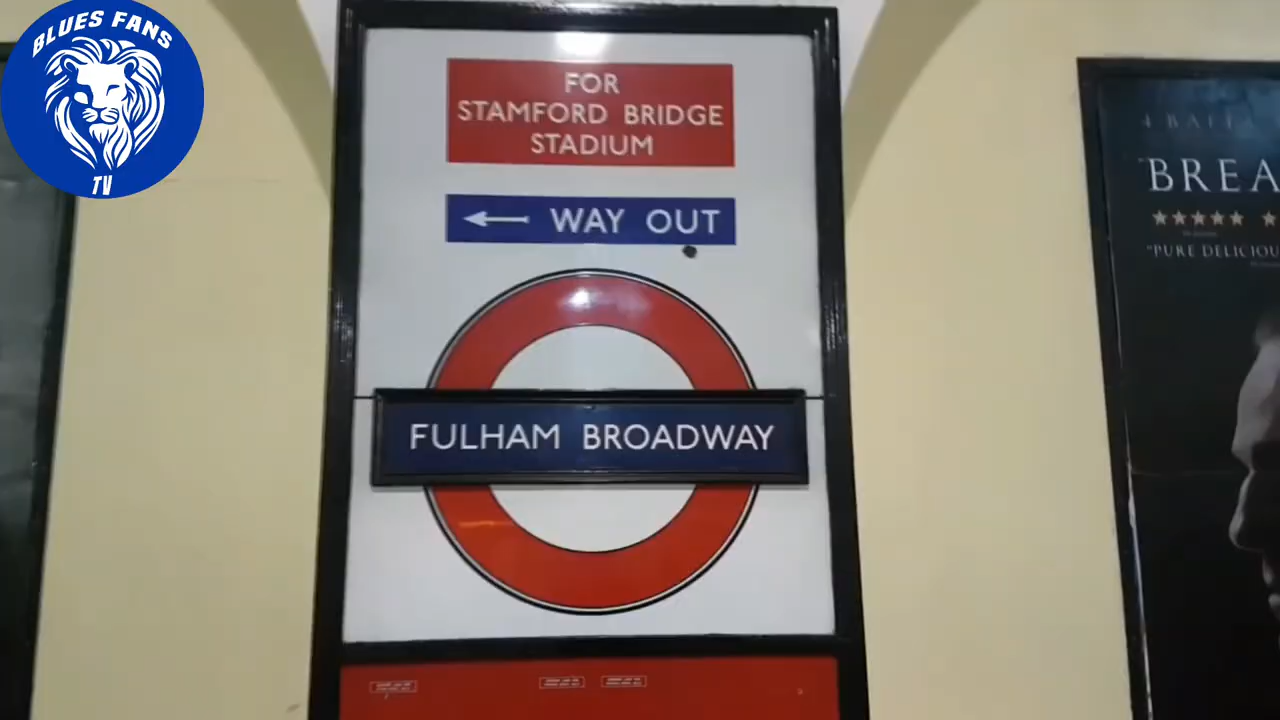 BLUES FANS
TV
FOR
STAMFORD BRIDGE
STADIUM
WAY OUT
FULHAM BROADWAY
BREA
"PURE DELICIOU